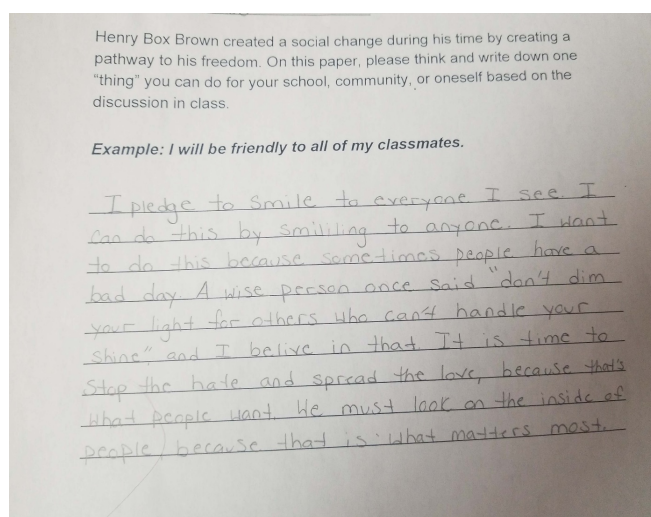 Henry Box Brown created a social change during his time by creating a
pathway to his freedom. On this paper, please think and write down one
“thing” you can do for your school, community, or oneself based on the
discussion in class.
Example: I will be friendly to all of my classmates.
I pledge to smile to everyone I see. I
can do this by smililing to anyone. I want
to do this because sometimes people have a
bad day. A wise person once said "don't dim
your light for others who can't handle your
shine" and I belive in that. It is time to
Stop the hate and spread the love, because that's
what people want. We must look on the inside of
people, because that is what matters most.